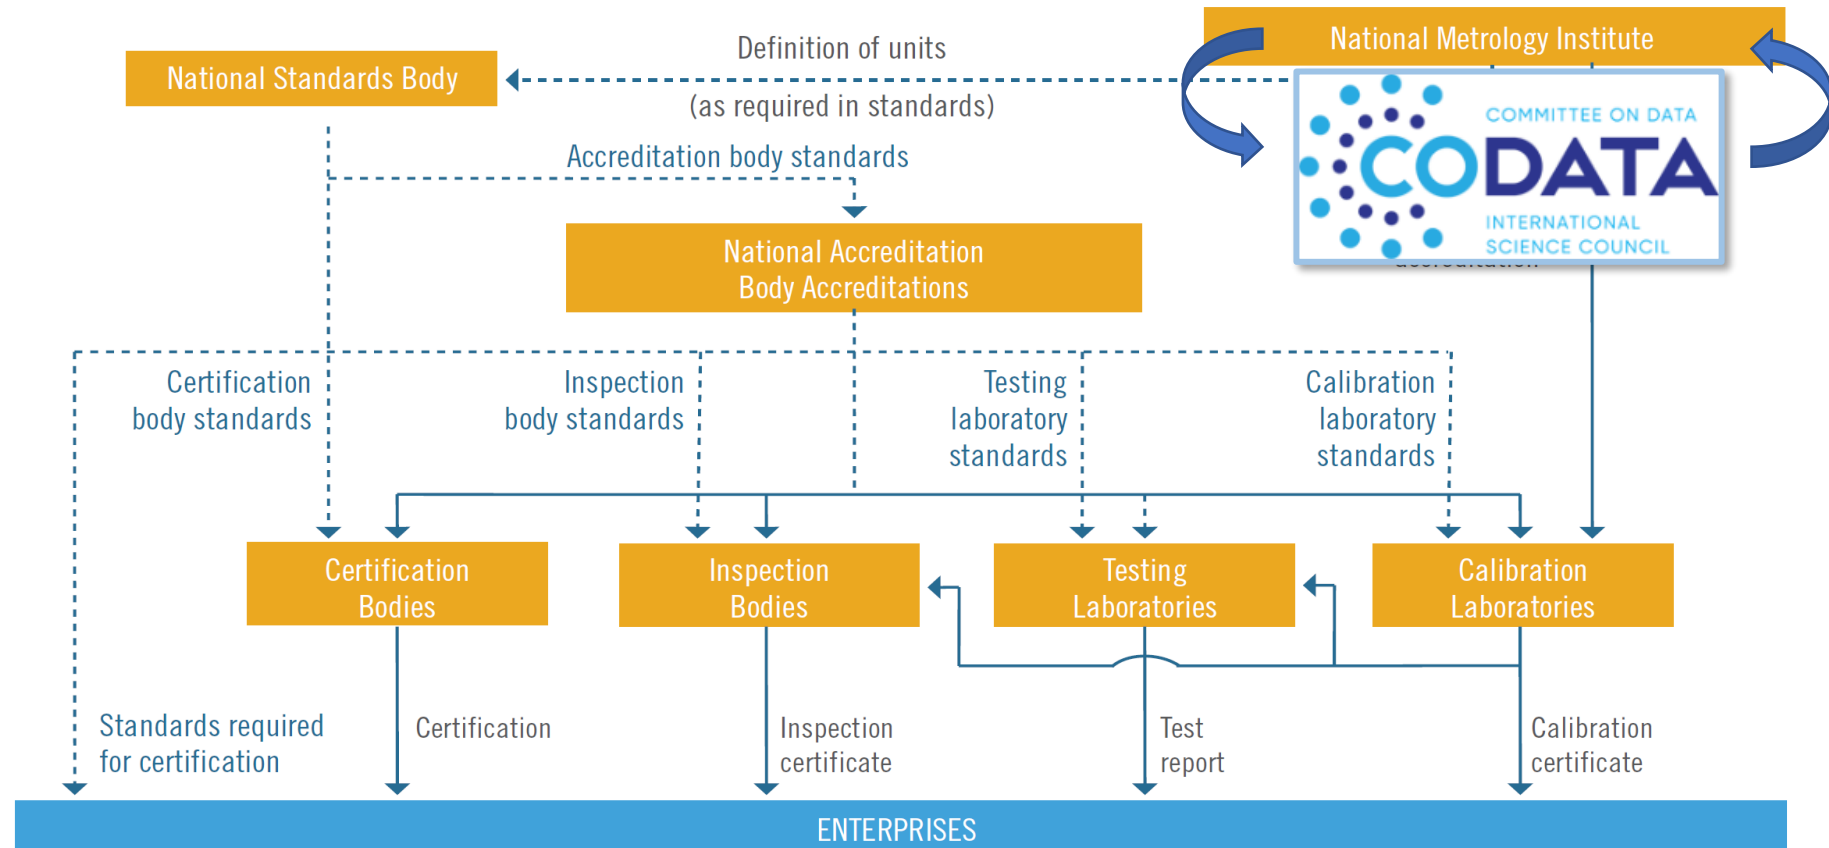 National Metrology Institute
Definition of units
National Standards Body
(as required in standards)
COMMITTEE ON DATA
CODATA
INTERNATIONAL
SCIENCE COUNCIL
Accreditation body standards
National Accreditation
Body Accreditations
accreditation
Certification
body standards
Inspection
body standards
Testing
laboratory
standards
Calibration
laboratory
standards
Certification
Bodies
Inspection
Bodies
Testing
Laboratories
Calibration
Laboratories
Standards required
for certification
Certification
Inspection
certificate
Test
report
Calibration
certificate
ENTERPRISES